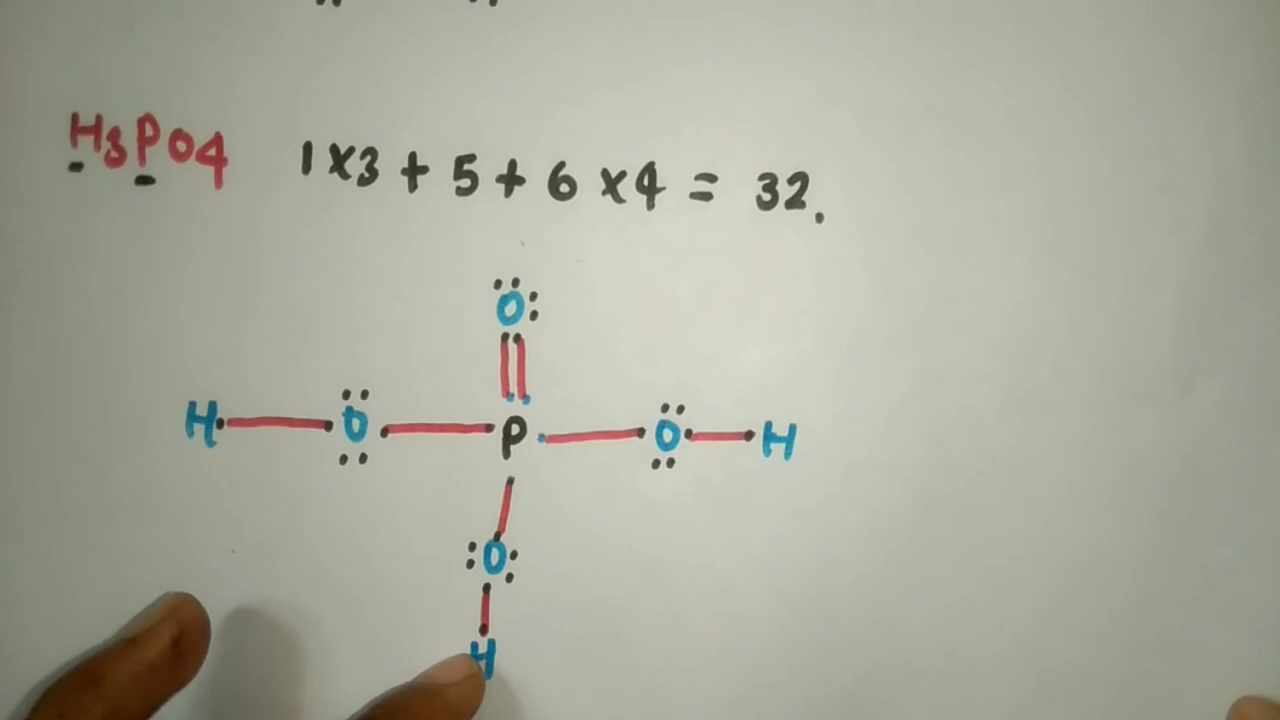 H3PO4 1x3 + 5 + 6 x4 = 32.
O
H O P O H
O
H